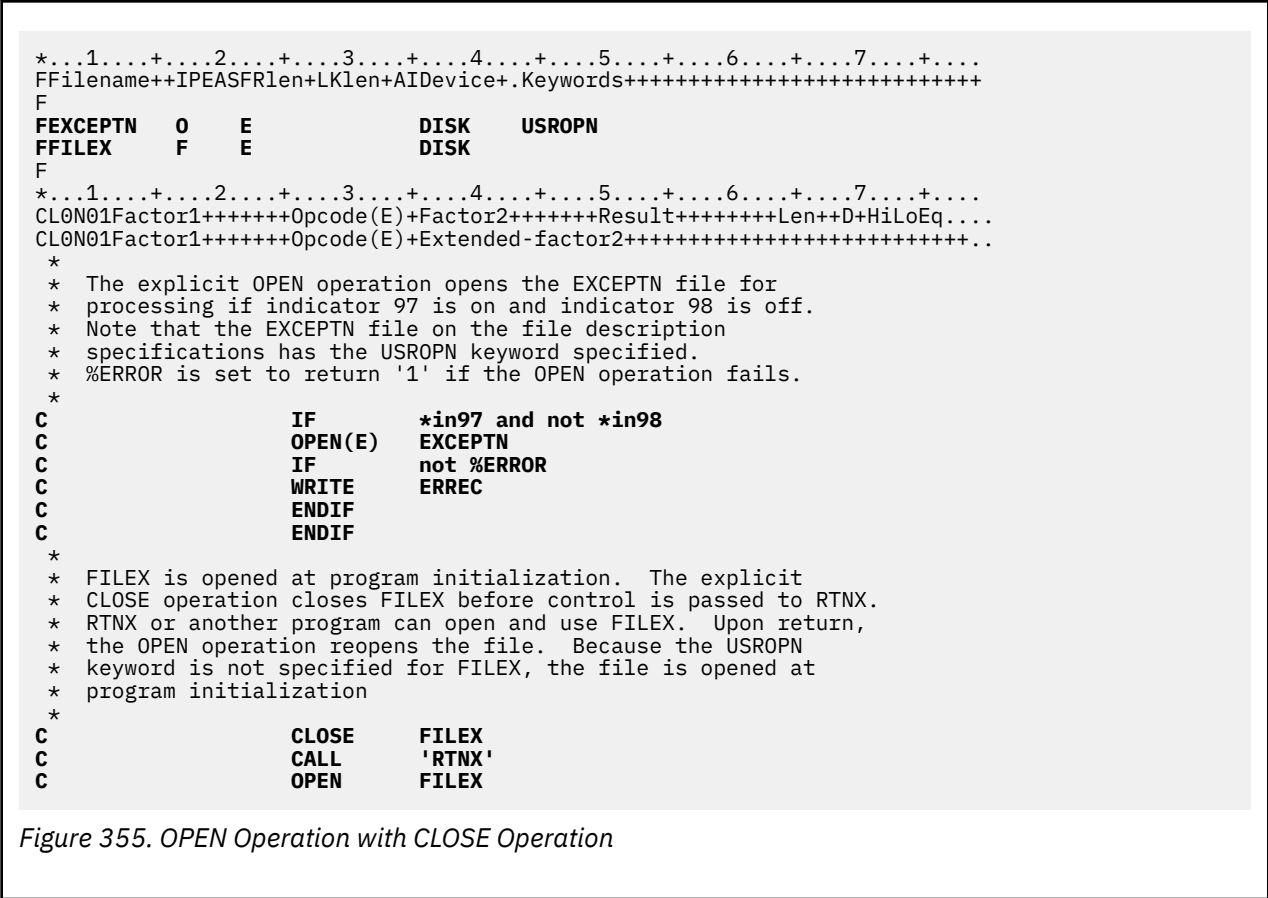 *...1....+....2....+....3....+....4....+....5....+....6....+....7....+....
FFilename++IPEASFRlen+LKlen+AIDevice+.Keywords++++++++++++++++++++++++++++
F
FEXCEPTN   O    E             DISK    USROPN
FFILEX     F    E             DISK
F
*...1....+....2....+....3....+....4....+....5....+....6....+....7....+....
CL0N01Factor1+++++++Opcode(E)+Factor2+++++++Result++++++++Len++D+HiLoEq....
CL0N01Factor1+++++++Opcode(E)+Extended-factor2+++++++++++++++++++++++++++..
 *
 *  The explicit OPEN operation opens the EXCEPTN file for
 *  processing if indicator 97 is on and indicator 98 is off.
 *  Note that the EXCEPTN file on the file description
 *  specifications has the USROPN keyword specified.
 *  %ERROR is set to return '1' if the OPEN operation fails.
 *
C                   IF        *in97 and not *in98
C                   OPEN(E)   EXCEPTN
C                   IF        not %ERROR
C                   WRITE     ERREC
C                   ENDIF
C                   ENDIF
 *
 *  FILEX is opened at program initialization.  The explicit
 *  CLOSE operation closes FILEX before control is passed to RTNX.
 *  RTNX or another program can open and use FILEX.  Upon return,
 *  the OPEN operation reopens the file.  Because the USROPN
 *  keyword is not specified for FILEX, the file is opened at
 *  program initialization
 *
C                   CLOSE     FILEX
C                   CALL      'RTNX'
C                   OPEN      FILEX
Figure 355. OPEN Operation with CLOSE Operation